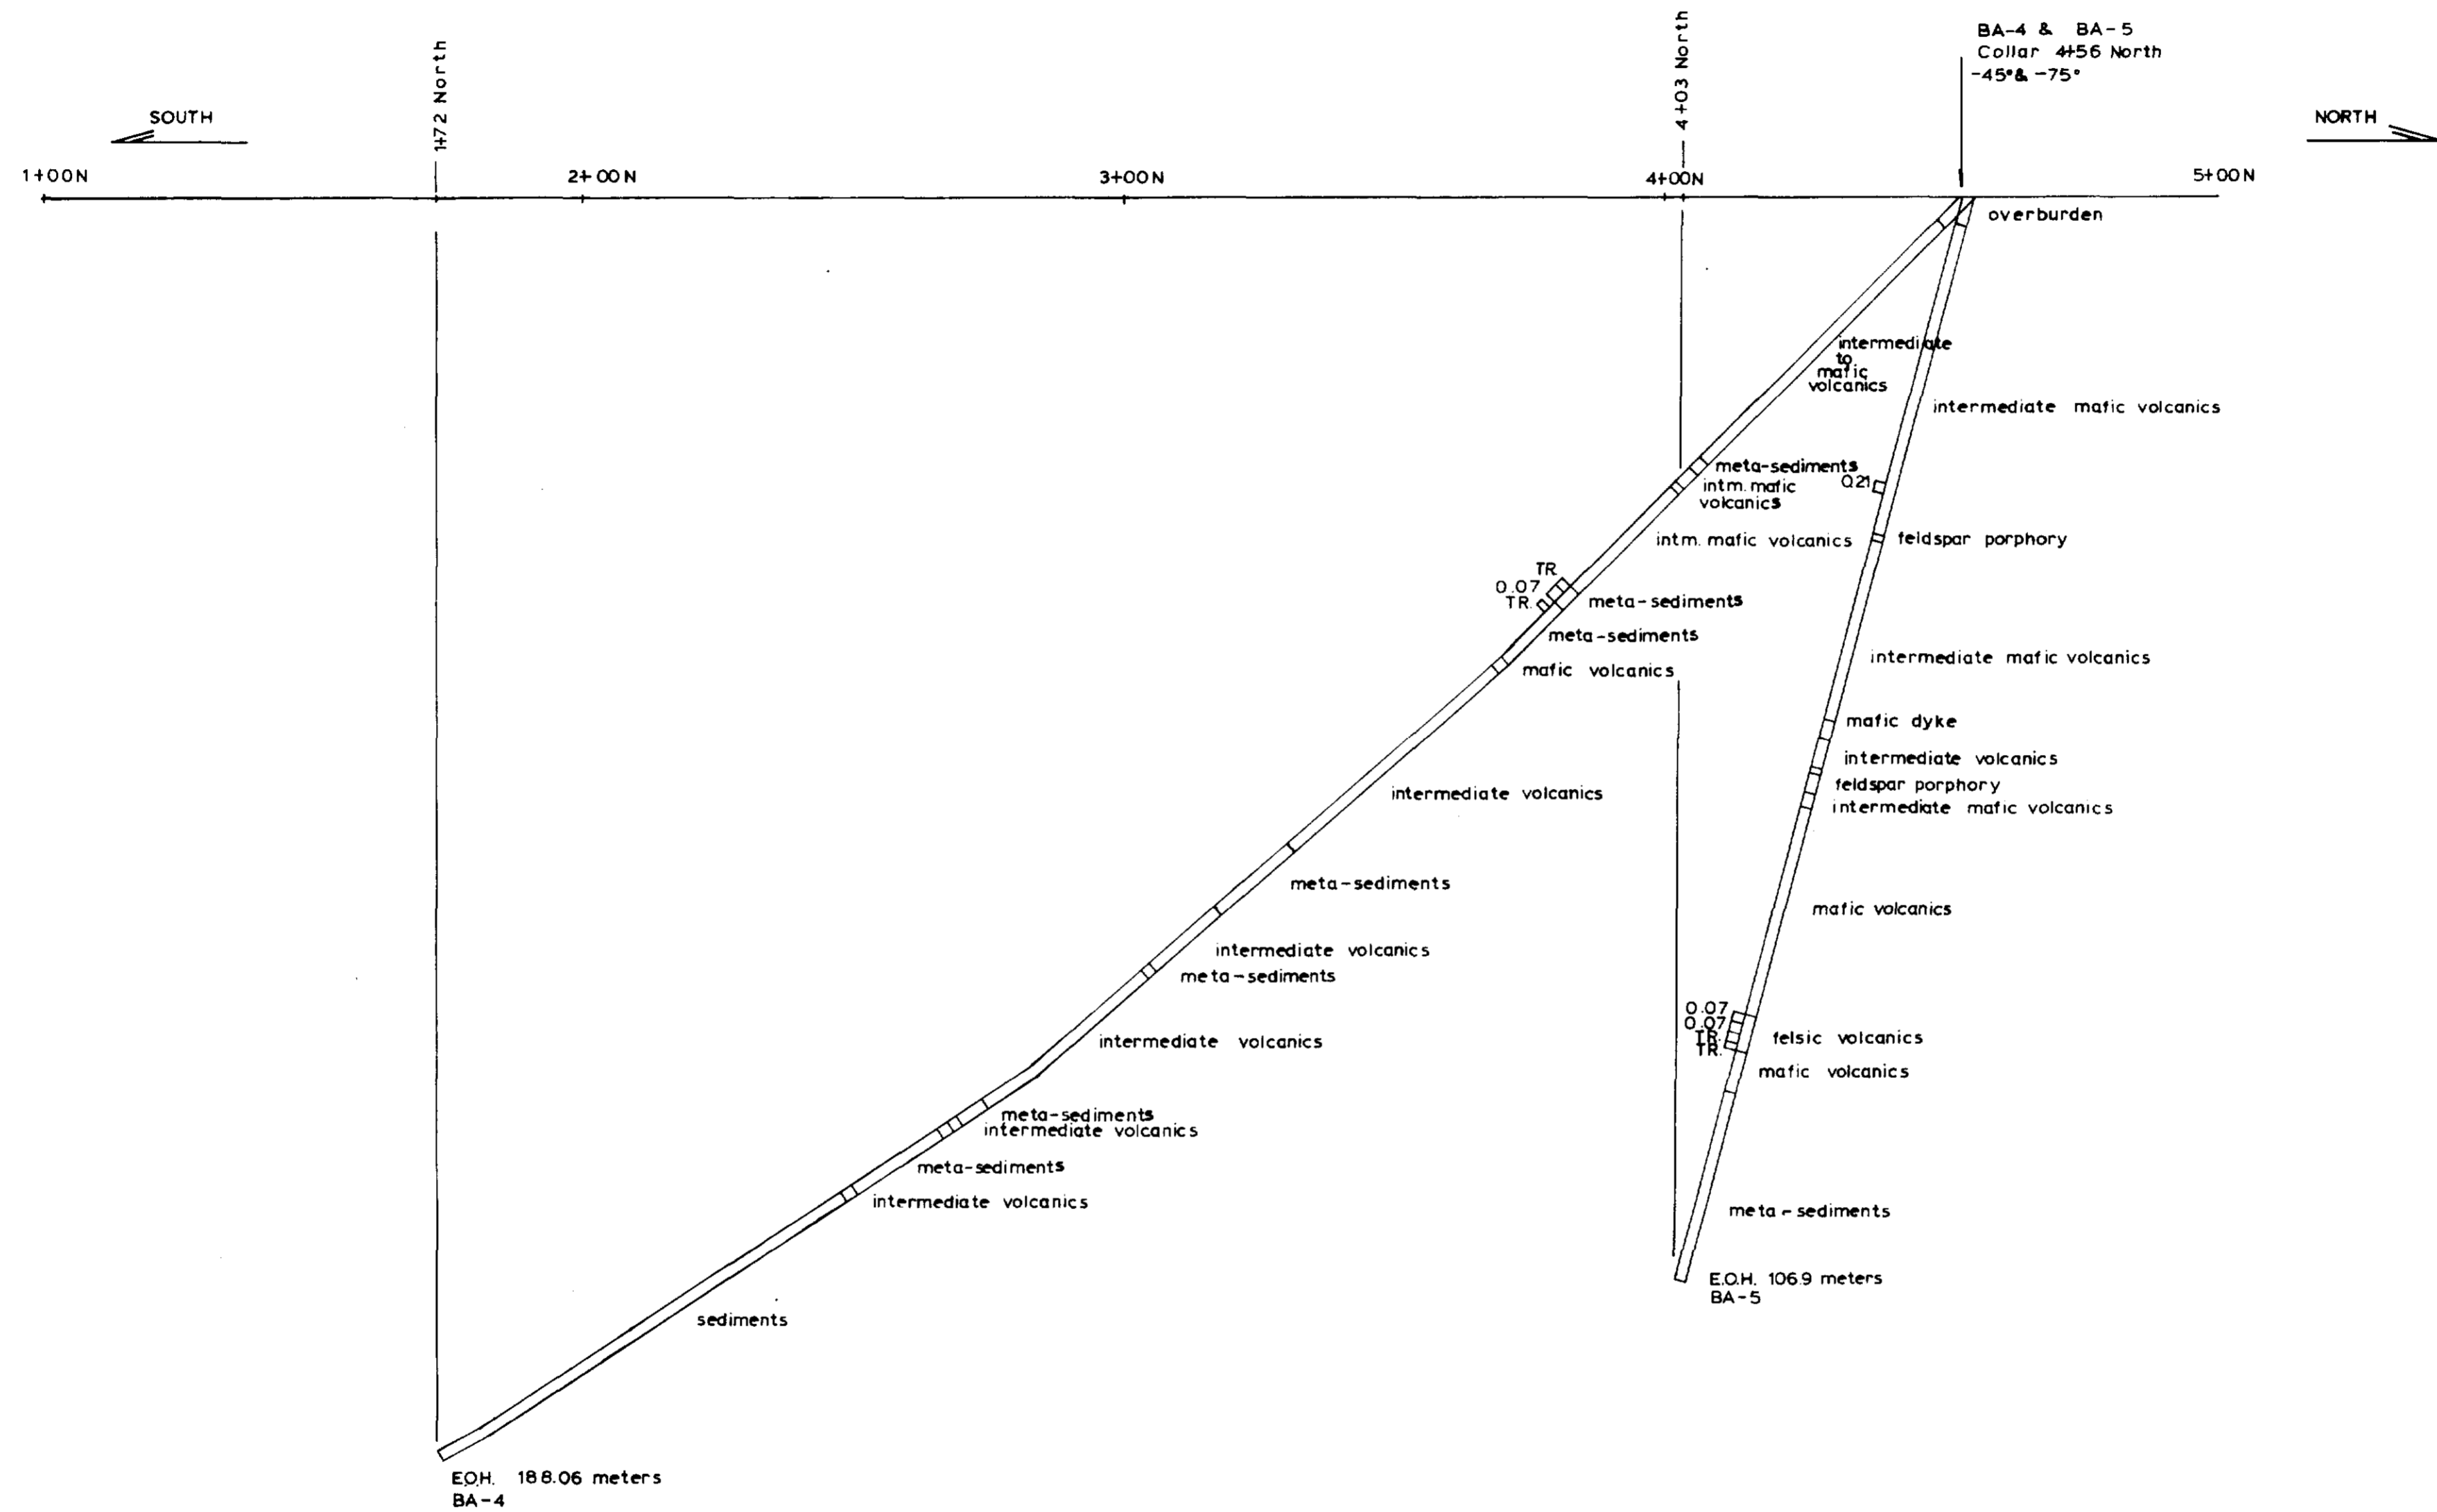 BA-4 & BA-5
Collar 4+56 North
-45° & -75°
1+72 North
4+03 North
SOUTH
NORTH
1+00N
2+00N
3+00N
4+00N
5+00N
overburden
intermediate
to
mafic
volcanics
intermediate mafic volcanics
meta-sediments
0.21
intm. mafic
volcanics
intm. mafic volcanics
feldspar porphory
TR.
0.07
TR.
meta-sediments
meta-sediments
intermediate mafic volcanics
mafic volcanics
mafic dyke
intermediate volcanics
feldspar porphory
intermediate volcanics
intermediate mafic volcanics
meta-sediments
mafic volcanics
intermediate volcanics
meta-sediments
0.07
0.07
TR.
TR.
felsic volcanics
intermediate volcanics
mafic volcanics
meta-sediments
intermediate volcanics
meta-sediments
intermediate volcanics
meta-sediments
E.O.H. 106.9 meters
BA-5
sediments
E.O.H. 188.06 meters
BA-4